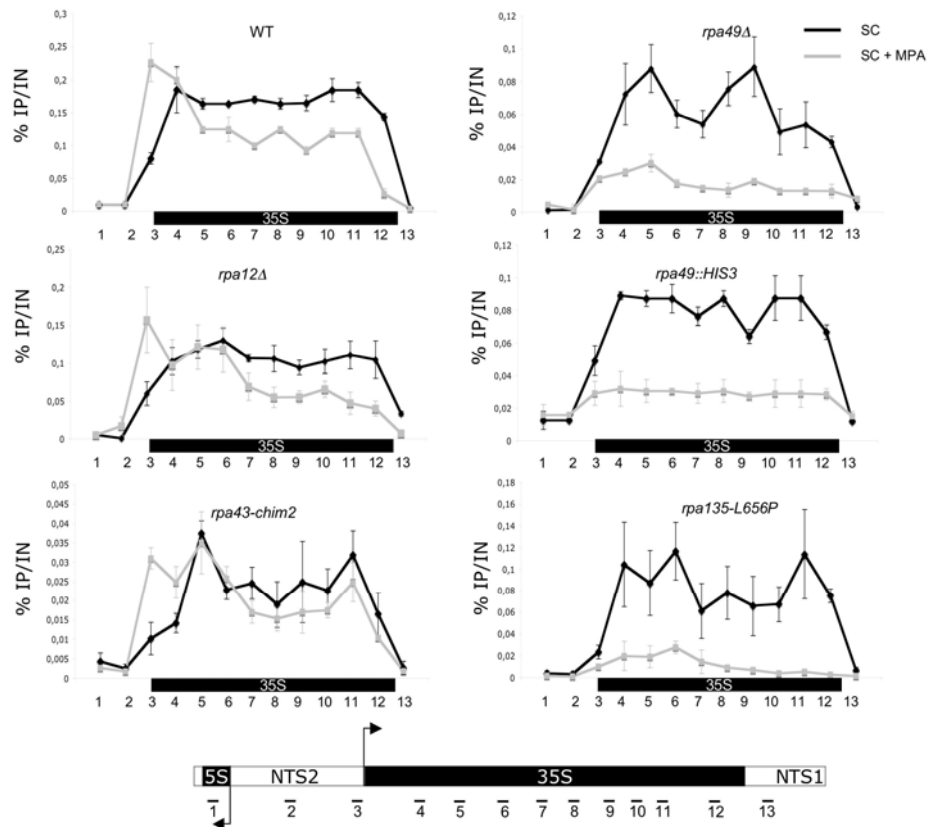 WT
% IP/IN
0,3
0,25
0,2
0,15
0,1
0,05
0
35S
1 2 3 4 5 6 7 8 9 10 11 12 13
rpa49Δ
SC
SC + MPA
% IP/IN
0,12
0,1
0,08
0,06
0,04
0,02
0
35S
1 2 3 4 5 6 7 8 9 10 11 12 13
rpa12Δ
% IP/IN
0,2
0,15
0,1
0,05
0
35S
1 2 3 4 5 6 7 8 9 10 11 12 13
rpa49::HIS3
% IP/IN
0,12
0,1
0,08
0,06
0,04
0,02
0
35S
1 2 3 4 5 6 7 8 9 10 11 12 13
rpa43-chim2
% IP/IN
0,05
0,045
0,04
0,035
0,03
0,025
0,02
0,015
0,01
0,005
0
35S
1 2 3 4 5 6 7 8 9 10 11 12 13
rpa135-L656P
% IP/IN
0,18
0,16
0,14
0,12
0,1
0,08
0,06
0,04
0,02
0
35S
1 2 3 4 5 6 7 8 9 10 11 12 13
5S NTS2 35S NTS1
1 2 3 4 5 6 7 8 9 10 11 12 13